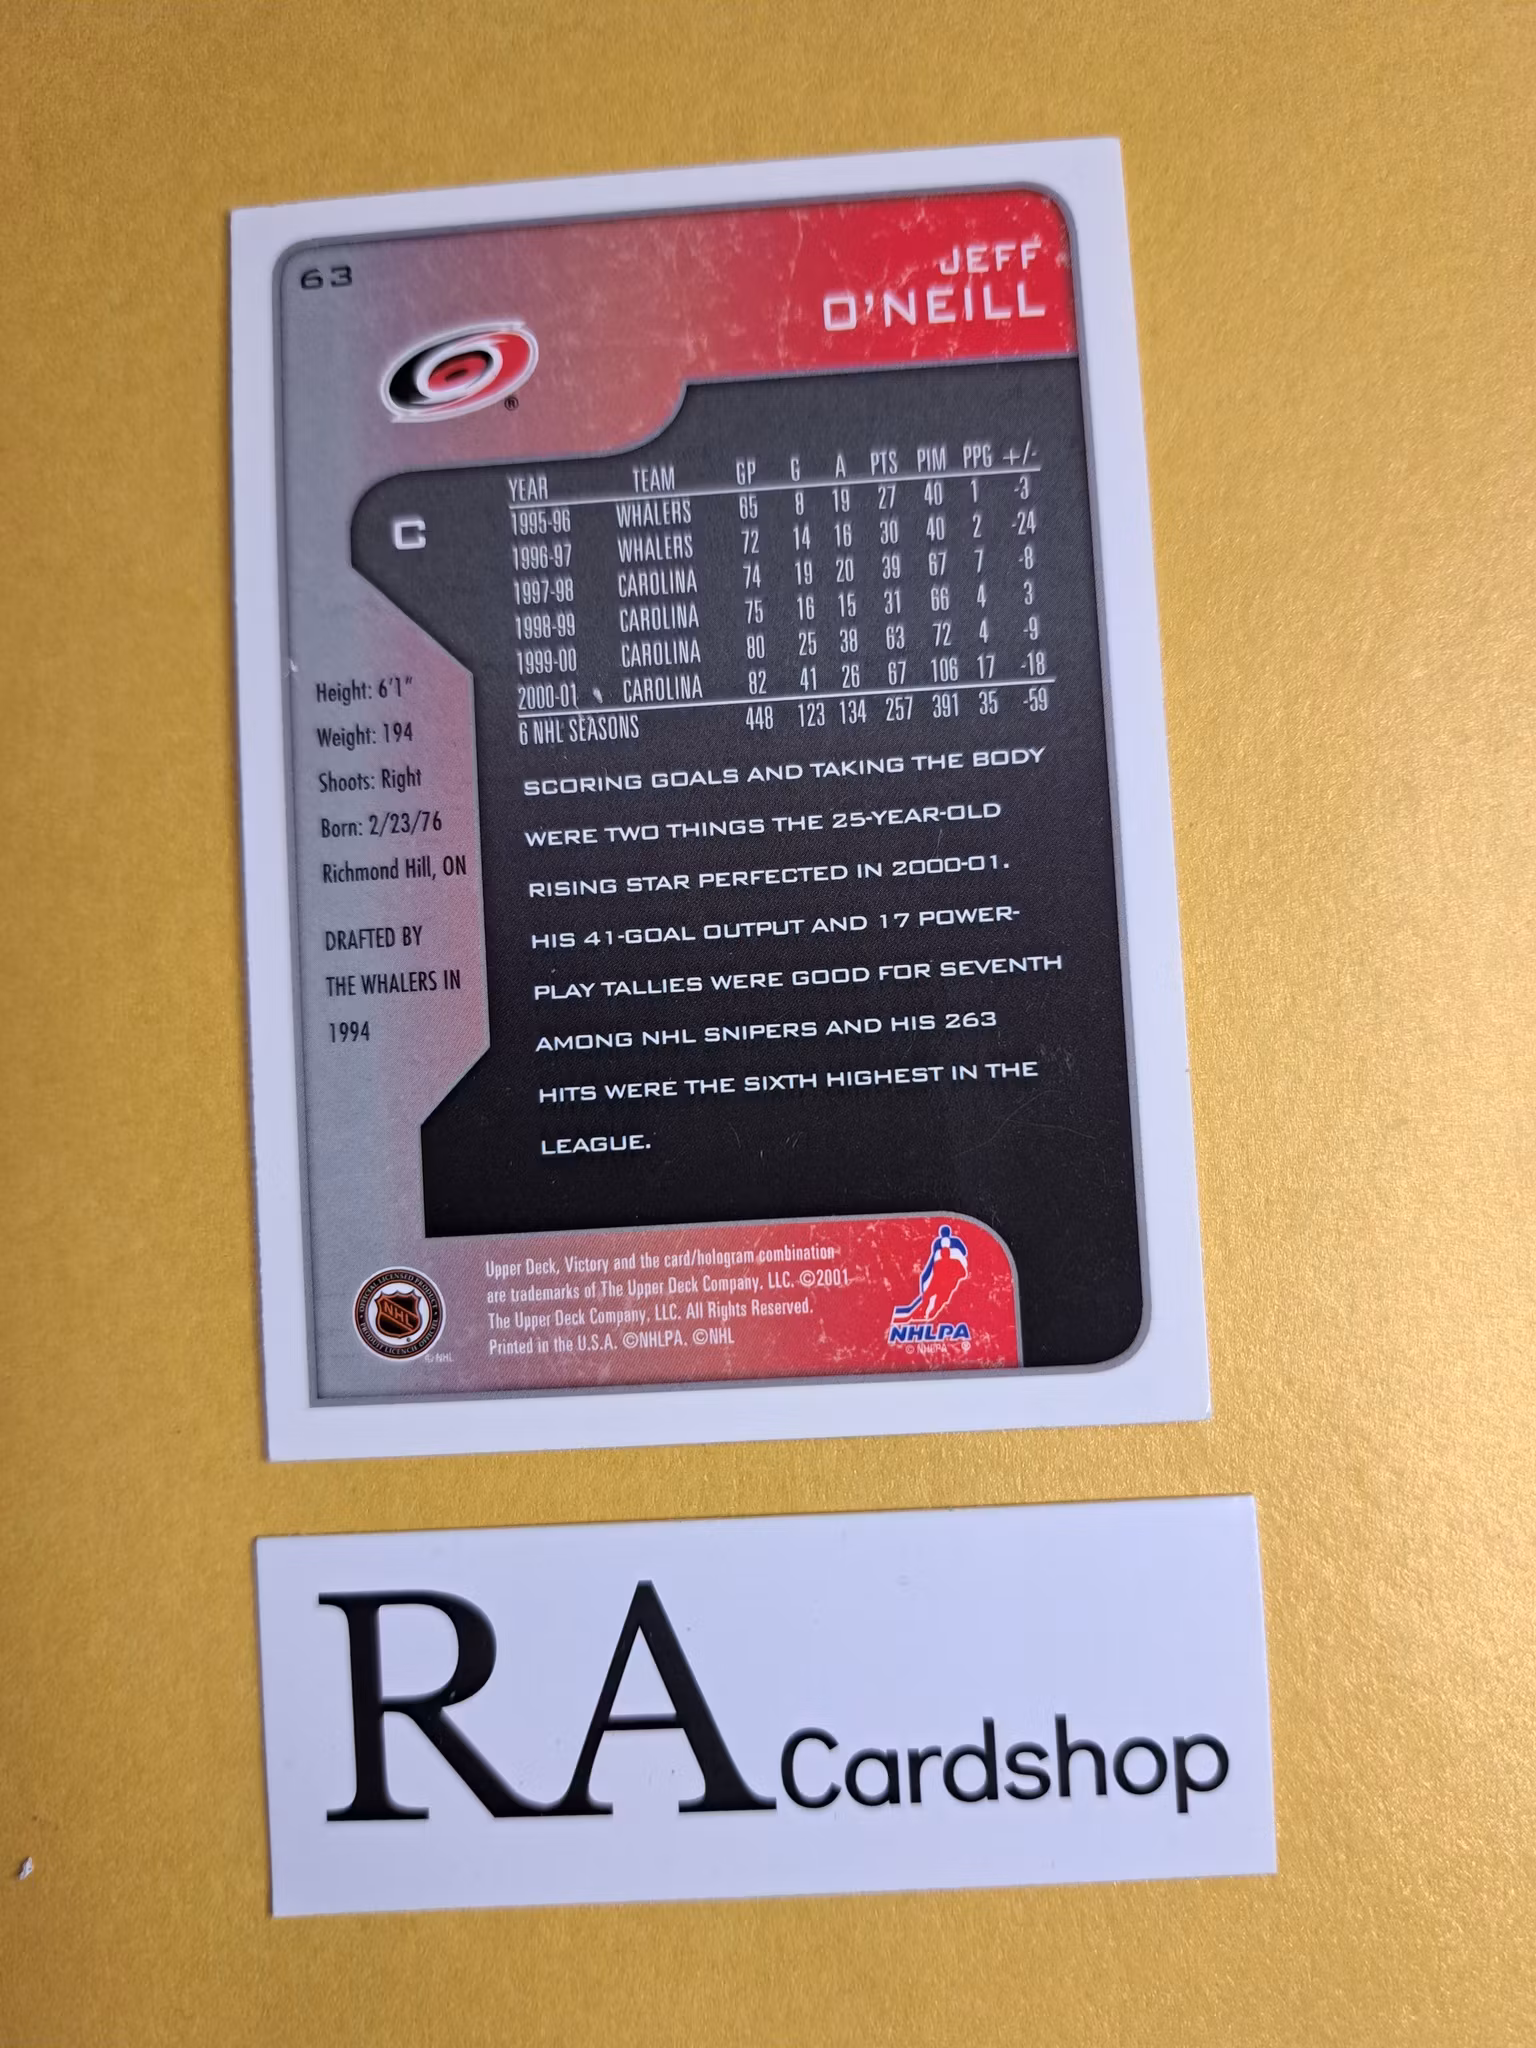 63
JEFF
O'NEILL
®
C
YEAR TEAM GP G A PTS PIM PPG +/-
1995-96 WHALERS 65 8 19 27 40 1 -3
1996-97 WHALERS 72 14 16 30 40 2 -24
1997-98 CAROLINA 74 19 20 39 67 7 -8
1998-99 CAROLINA 75 16 15 31 66 4 3
1999-00 CAROLINA 80 25 38 63 72 4 -9
2000-01 CAROLINA 82 41 26 67 106 17 -18
6 NHL SEASONS 448 123 134 257 391 35 -59
Height: 6'1"
Weight: 194
Shoots: Right
Born: 2/23/76
Richmond Hill, ON
DRAFTED BY
THE WHALERS IN
1994
SCORING GOALS AND TAKING THE BODY
WERE TWO THINGS THE 25-YEAR-OLD
RISING STAR PERFECTED IN 2000-01.
HIS 41-GOAL OUTPUT AND 17 POWER-
PLAY TALLIES WERE GOOD FOR SEVENTH
AMONG NHL SNIPERS AND HIS 263
HITS WERE THE SIXTH HIGHEST IN THE
LEAGUE.
OFFICIAL LICENSED PRODUCT
NHL
© NHL
Upper Deck, Victory and the card/hologram combination
are trademarks of The Upper Deck Company, LLC. ©2001
The Upper Deck Company, LLC. All Rights Reserved.
Printed in the U.S.A. ©NHLPA. ©NHL
NHLPA
© NHLPA ®
RA Cardshop